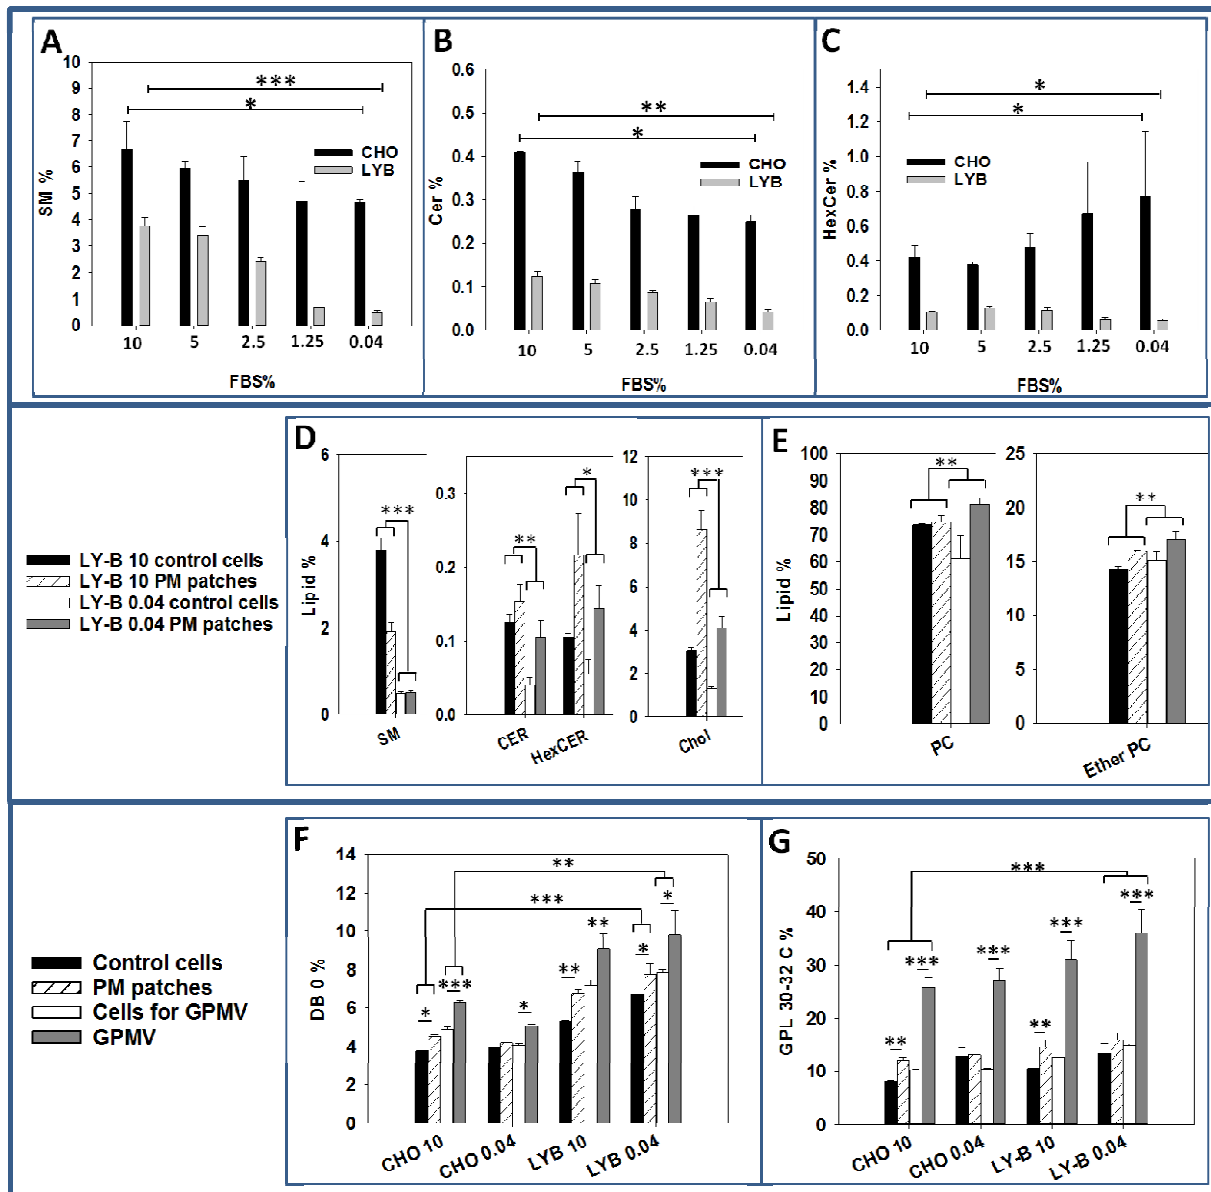 A
SM %
10
9
8
7
6
5
4
3
2
1
0
***
*
CHO
LYB
10 5 2.5 1.25 0.04
FBS%
B
Cer %
0.6
0.5
0.4
0.3
0.2
0.1
0.0
**
*
CHO
LYB
10 5 2.5 1.25 0.04
FBS%
C
HexCer %
1.4
1.2
1.0
0.8
0.6
0.4
0.2
0.0
*
*
CHO
LYB
10 5 2.5 1.25 0.04
FBS%
LY-B 10 control cells
LY-B 10 PM patches
LY-B 0.04 control cells
LY-B 0.04 PM patches
D
Lipid %
6
4
2
0
***
SM
0.3
0.2
0.1
0.0
**
*
CER
HexCER
12
10
8
6
4
2
0
***
Chol
E
Lipid %
100
90
80
70
60
50
40
30
20
10
0
**
PC
25
20
15
10
5
0
**
Ether PC
Control cells
PM patches
Cells for GPMV
GPMV
F
DB 0 %
14
12
10
8
6
4
2
0
**
***
* *** * ** ** * *
CHO 10 CHO 0.04 LYB 10 LYB 0.04
G
GPL 30-32 C %
50
40
30
20
10
0
***
** *** *** ** *** ***
CHO 10 CHO 0.04 LY-B 10 LY-B 0.04